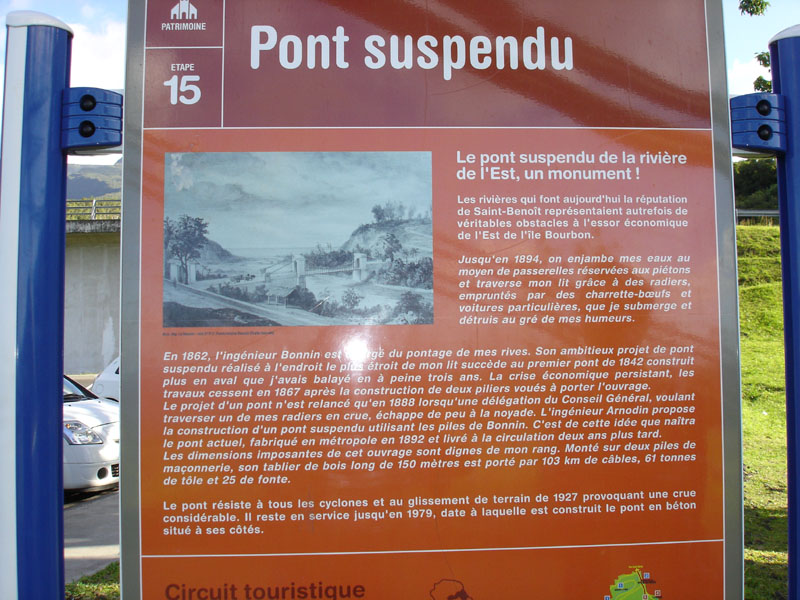 PATRIMOINE
ETAPE
15
Pont suspendu
Le pont suspendu de la rivière
de l'Est, un monument !
Les rivières qui font aujourd'hui la réputation
de Saint-Benoît représentaient autrefois de
véritables obstacles à l'essor économique
de l'Est de l'île Bourbon.
Jusqu'en 1894, on enjambe mes eaux au
moyen de passerelles réservées aux piétons
et traverse mon lit grâce à des radiers,
empruntés par des charrette-bœufs et
voitures particulières, que je submerge et
détruis au gré de mes humeurs.
En 1862, l'ingénieur Bonnin est du pontage de mes rives. Son ambitieux projet de pont
suspendu réalisé à l'endroit le plus étroit de mon lit succède au premier pont de 1842 construit
plus en aval que j'avais balayé en à peine trois ans. La crise économique persistant, les
travaux cessent en 1867 après la construction de deux piliers voués à porter l'ouvrage.
Le projet d'un pont n'est relancé qu'en 1888 lorsqu'une délégation du Conseil Général, voulant
traverser un de mes radiers en crue, échappe de peu à la noyade. L'ingénieur Arnodin propose
la construction d'un pont suspendu utilisant les piles de Bonnin. C'est de cette idée que naîtra
le pont actuel, fabriqué en métropole en 1892 et livré à la circulation deux ans plus tard.
Les dimensions imposantes de cet ouvrage sont dignes de mon rang. Monté sur deux piles de
maçonnerie, son tablier de bois long de 150 mètres est porté par 103 km de câbles, 61 tonnes
de tôle et 25 de fonte.
Le pont résiste à tous les cyclones et au glissement de terrain de 1927 provoquant une crue
considérable. Il reste en service jusqu'en 1979, date à laquelle est construit le pont en béton
situé à ses côtés.
Circuit touristique